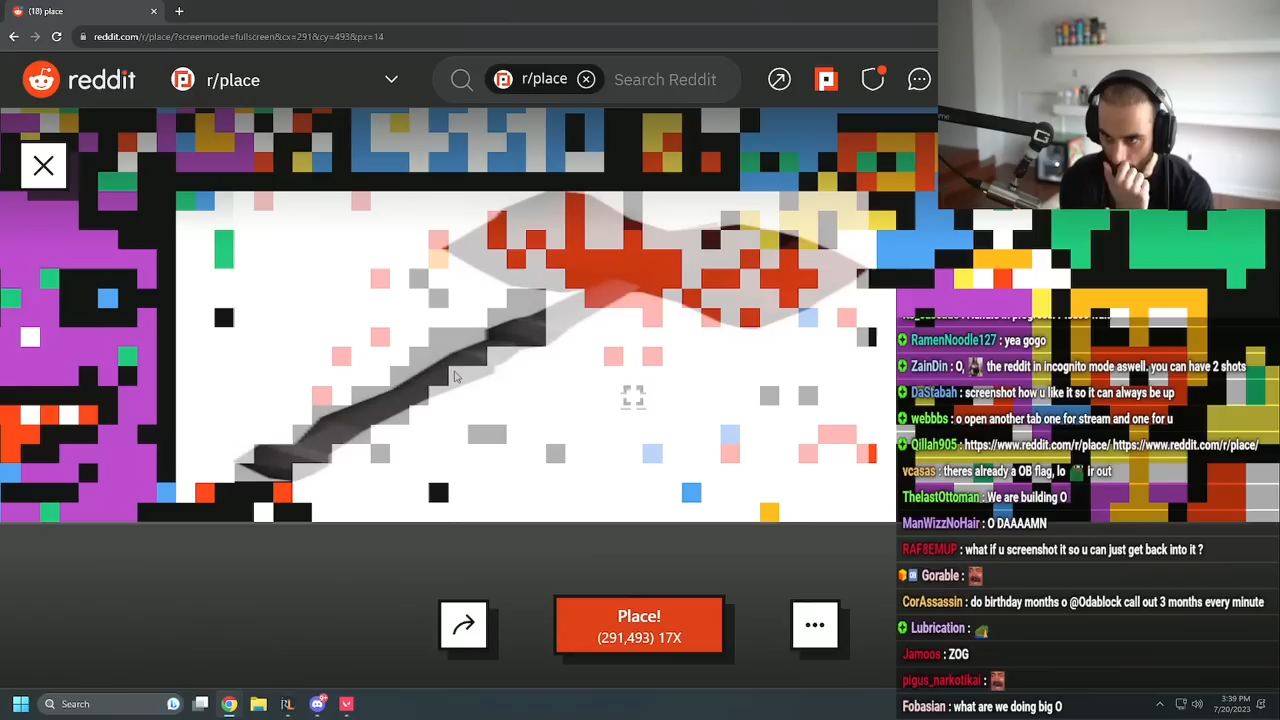 (18) place
reddit.com/r/place/?screenmode=fullscreen&cx=291&cy=493&px=14
reddit
r/place
r/place
Search Reddit
RamenNoodle127 : yea gogo
ZainDin : O, the reddit in incognito mode aswell. you can have 2 shots
DaStabah : screenshot how u like it so it can always be up
webbbs : o open another tab one for stream and one for u
Qillah905 : https://www.reddit.com/r/place/ https://www.reddit.com/r/place/
vcasas : theres already a OB flag, lo ir out
ThelastOttoman : We are building O
ManWizzNoHair : O DAAAAMN
RAF8EMUP : what if u screenshot it so u can just get back into it ?
Gorable :
CorAssassin : do birthday months o @Odablock call out 3 months every minute
Lubrication :
Jamoos : ZOG
pigus_narkotikai :
Fobasian : what are we doing big O
Place!
(291,493) 17X
Search
3:39 PM
7/20/2023